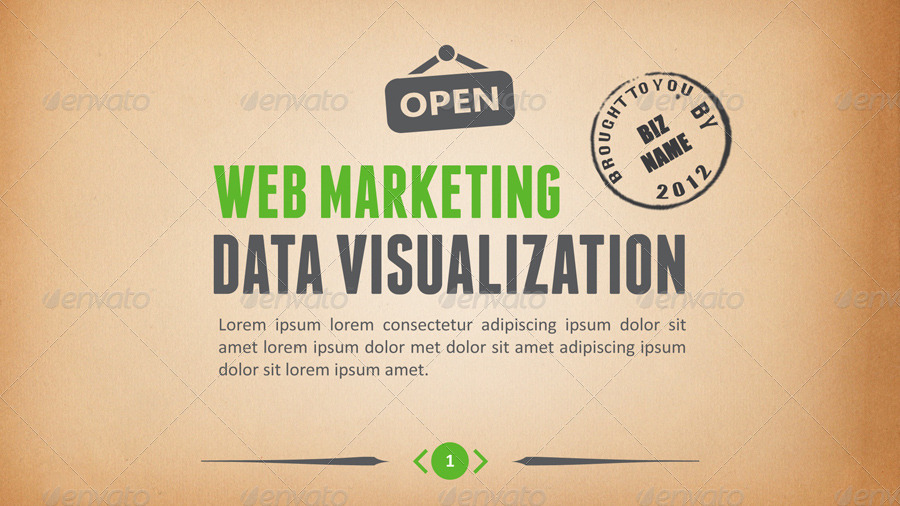 OPEN
BROUGHT TO YOU BY
BIZ
NAME
2012
WEB MARKETING
DATA VISUALIZATION
Lorem ipsum lorem consectetur adipiscing ipsum dolor sit
amet lorem ipsum dolor met dolor sit amet adipiscing ipsum
dolor sit lorem ipsum amet.
1
envato